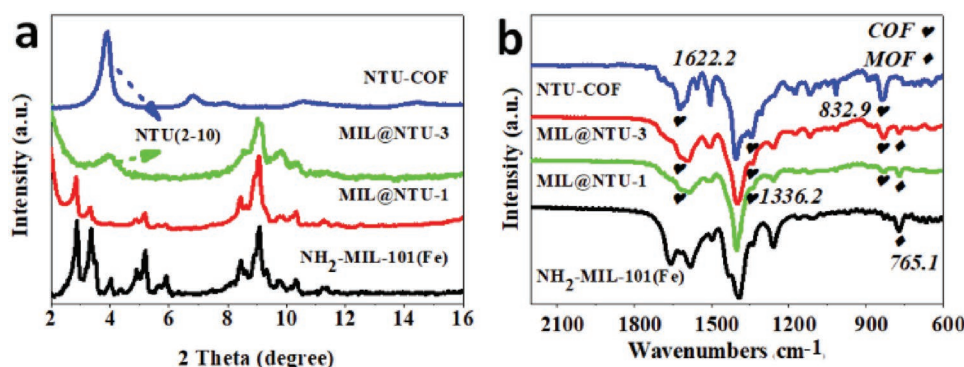 a
Intensity (a.u.)
NTU-COF
NTU(2-10)
MIL@NTU-3
MIL@NTU-1
NH2-MIL-101(Fe)
2 4 6 8 10 12 14 16
2 Theta (degree)
b
Intensity (a.u.)
COF ♥
MOF ♦
1622.2
NTU-COF
832.9
MIL@NTU-3
MIL@NTU-1
1336.2
NH2-MIL-101(Fe)
765.1
2100 1800 1500 1200 900 600
Wavenumbers cm-1